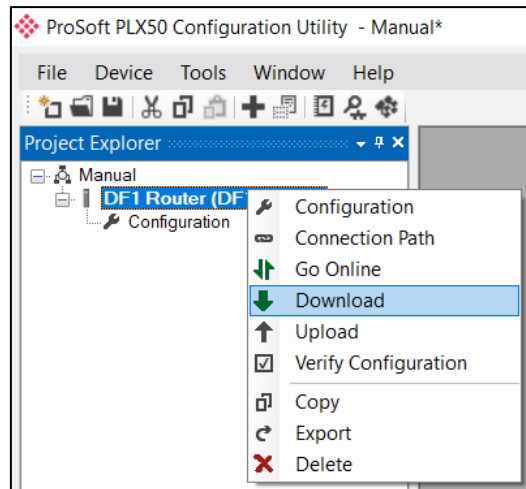 ProSoft PLX50 Configuration Utility - Manual*
File Device Tools Window Help
Project Explorer
Manual
DF1 Router (DF
Configuration
Configuration
Connection Path
Go Online
Download
Upload
Verify Configuration
Copy
Export
Delete